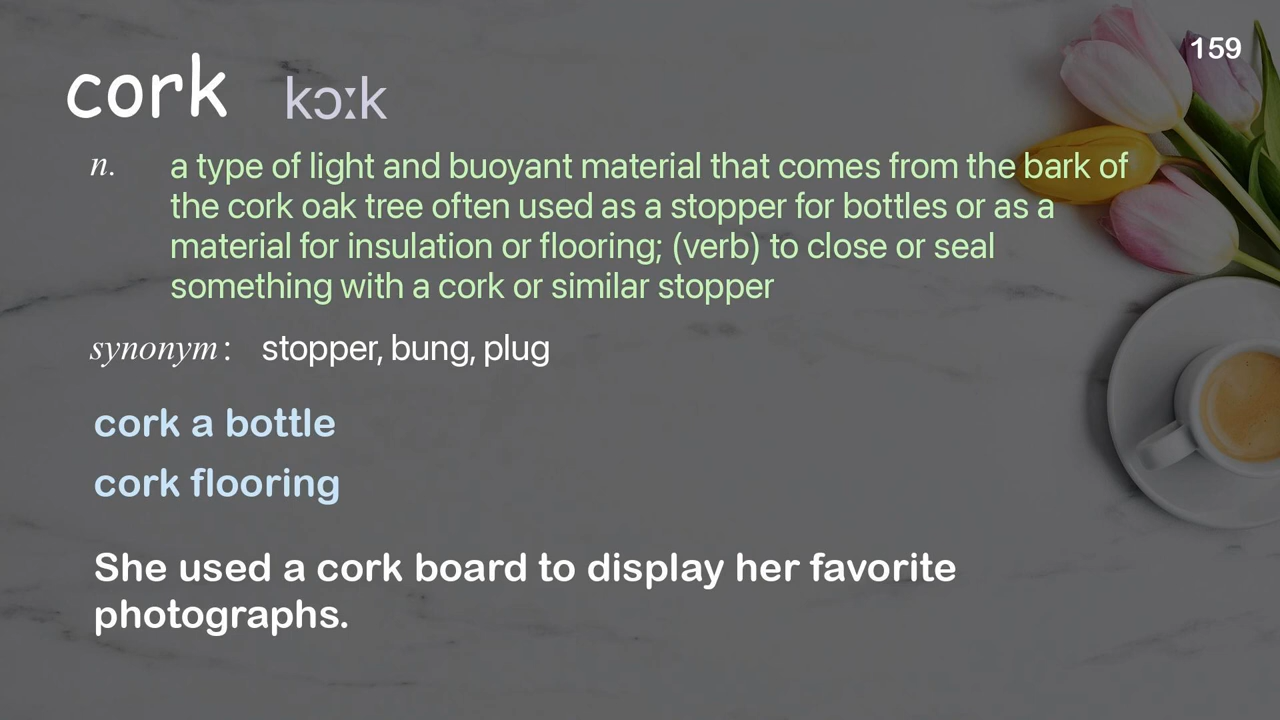 159
cork kɔːk
n. a type of light and buoyant material that comes from the bark of
the cork oak tree often used as a stopper for bottles or as a
material for insulation or flooring; (verb) to close or seal
something with a cork or similar stopper
synonym: stopper, bung, plug
cork a bottle
cork flooring
She used a cork board to display her favorite
photographs.